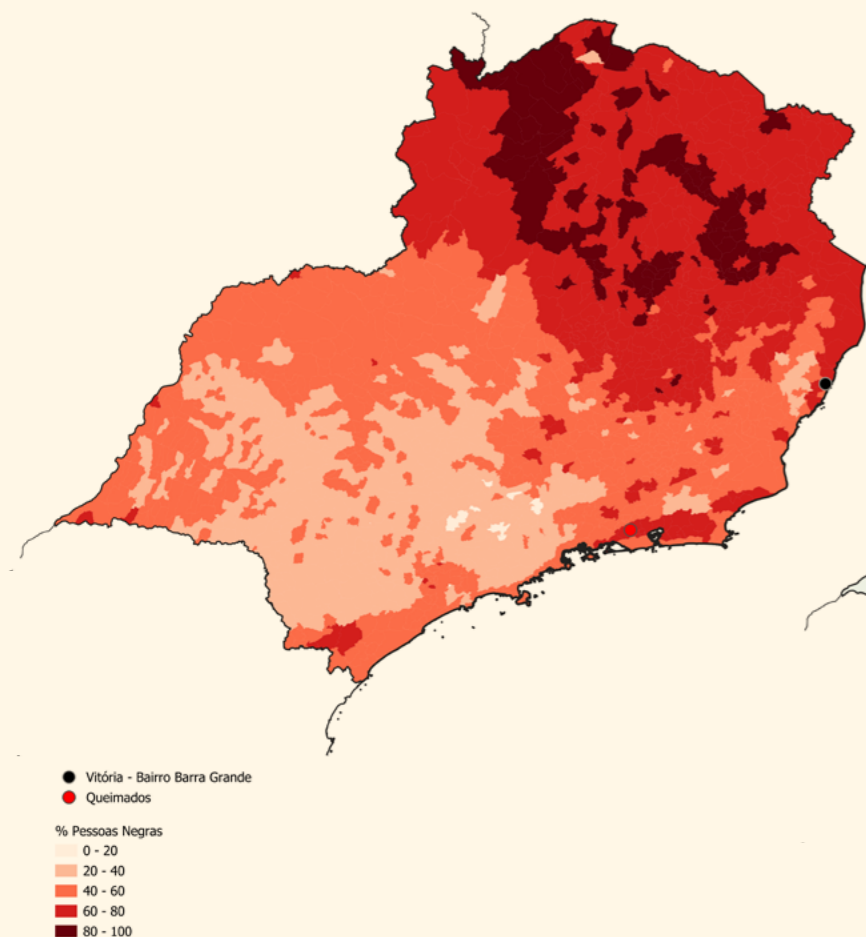 Vitória - Bairro Barra Grande
Queimados
% Pessoas Negras
0 - 20
20 - 40
40 - 60
60 - 80
80 - 100